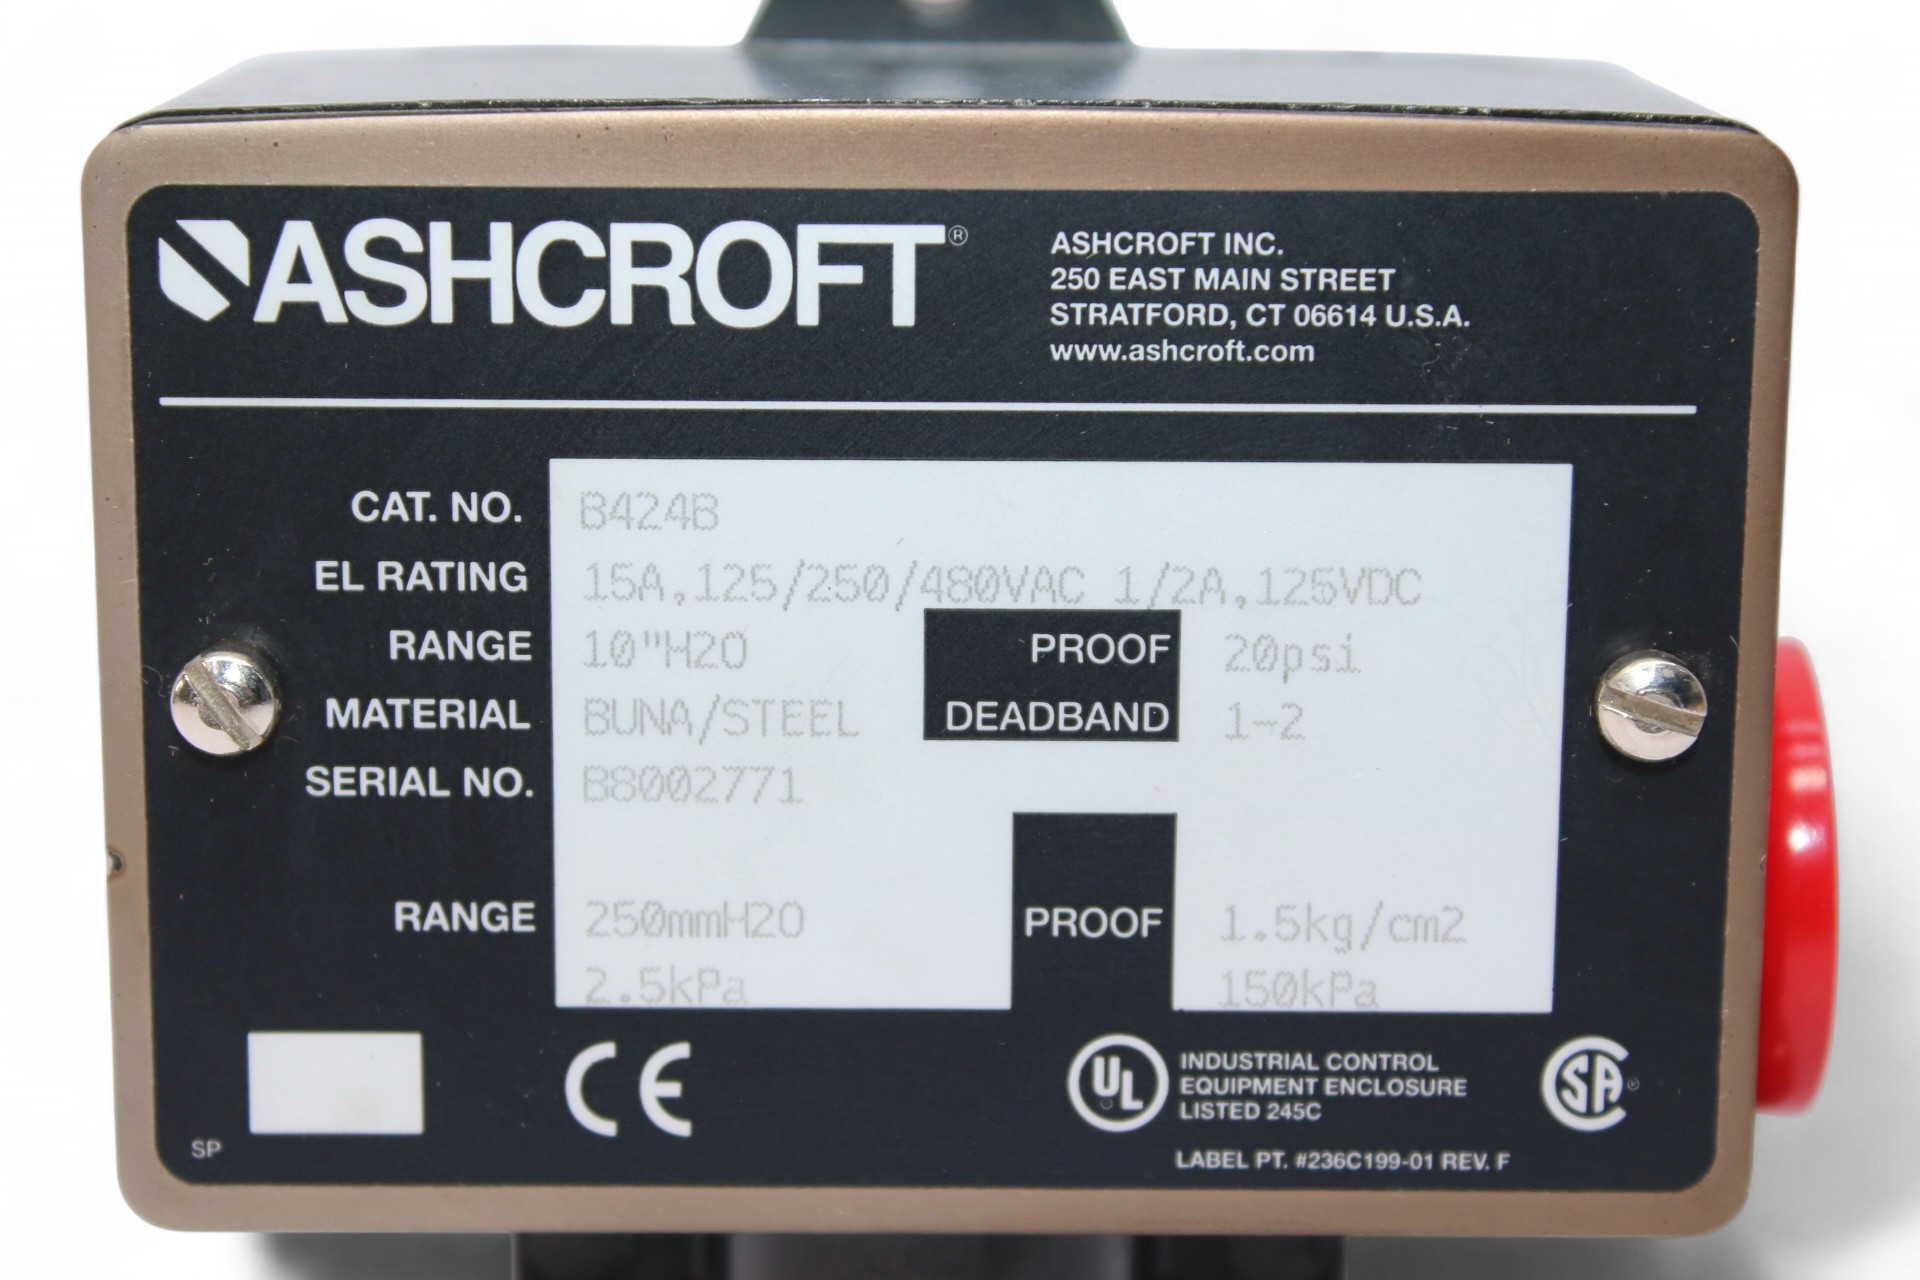 ASHCROFT®
ASHCROFT INC.
250 EAST MAIN STREET
STRATFORD, CT 06614 U.S.A.
www.ashcroft.com
CAT. NO. B424B
EL RATING 15A,125/250/480VAC 1/2A,125VDC
RANGE 10"H2O PROOF 20psi
MATERIAL BUNA/STEEL DEADBAND 1-2
SERIAL NO. B8002771
RANGE 250mmH2O PROOF 1.5kg/cm2
2.5kPa 150kPa
CE
UL
INDUSTRIAL CONTROL
EQUIPMENT ENCLOSURE
LISTED 245C
SA®
SP
LABEL PT. #236C199-01 REV. F